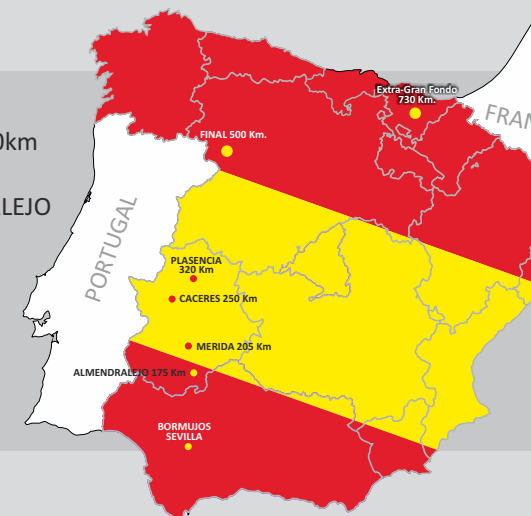 Extra-Gran Fondo
730 Km.
FRAN
0km
FINAL 500 Km.
LEJO
PORTUGAL
PLASENCIA
320 Km
CACERES 250 Km
MERIDA 205 Km
ALMENDRALEJO 175 Km
BORMUJOS
SEVILLA